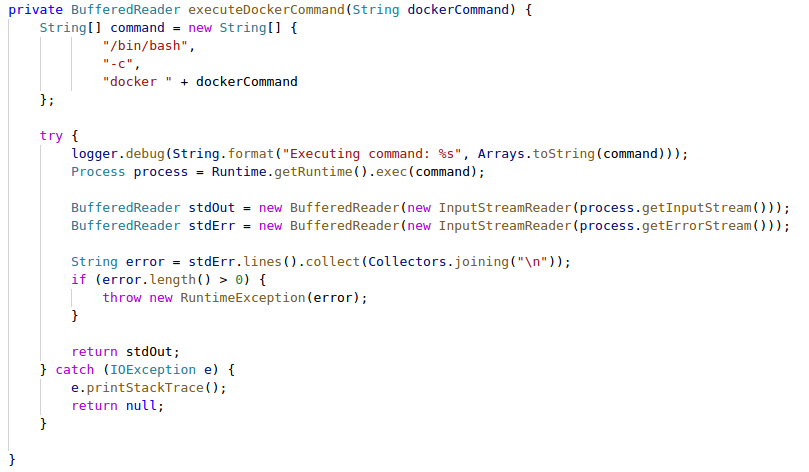 private BufferedReader executeDockerCommand(String dockerCommand) {
    String[] command = new String[] {
            "/bin/bash",
            "-c",
            "docker " + dockerCommand
    };

    try {
        logger.debug(String.format("Executing command: %s", Arrays.toString(command)));
        Process process = Runtime.getRuntime().exec(command);

        BufferedReader stdOut = new BufferedReader(new InputStreamReader(process.getInputStream()));
        BufferedReader stdErr = new BufferedReader(new InputStreamReader(process.getErrorStream()));

        String error = stdErr.lines().collect(Collectors.joining("\n"));
        if (error.length() > 0) {
            throw new RuntimeException(error);
        }

        return stdOut;
    } catch (IOException e) {
        e.printStackTrace();
        return null;
    }

}